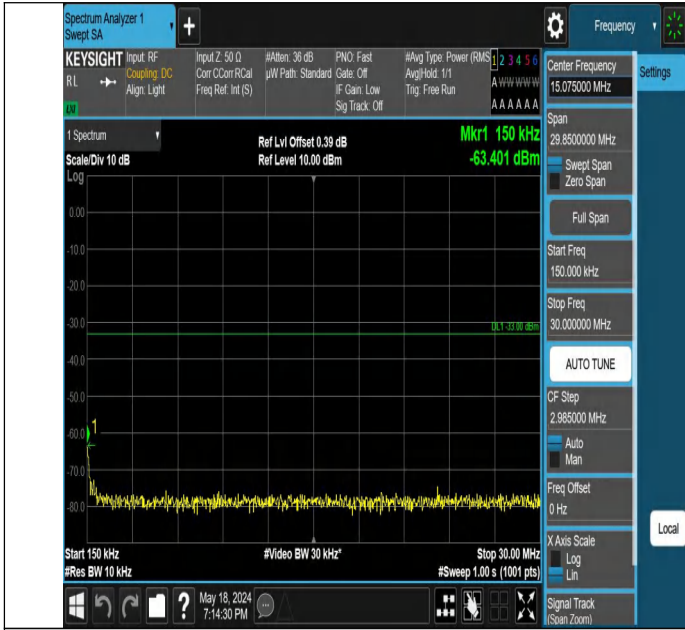 Spectrum Analyzer 1
Swept SA
Frequency
KEYSIGHT
RL
Input: RF
Coupling: DC
Align: Light
Input Z: 50 Ω
Corr CCorr RCal
Freq Ref: Int (S)
#Atten: 36 dB
µW Path: Standard
PNO: Fast
Gate: Off
IF Gain: Low
Sig Track: Off
#Avg Type: Power (RMS
Avg|Hold: 1/1
Trig: Free Run
1 2 3 4 5 6
A W W W W W
A A A A A A
1 Spectrum
Scale/Div 10 dB
Log
Ref Lvl Offset 0.39 dB
Ref Level 10.00 dBm
Mkr1 150 kHz
-63.401 dBm
0.00
-10.0
-20.0
-30.0
-40.0
-50.0
-60.0
-70.0
-80.0
DL1 -33.00 dBm
1
Start 150 kHz
#Res BW 10 kHz
#Video BW 30 kHz*
Stop 30.00 MHz
#Sweep 1.00 s (1001 pts)
?
May 18, 2024
7:14:30 PM
Center Frequency
15.075000 MHz
Settings
Span
29.8500000 MHz
Swept Span
Zero Span
Full Span
Start Freq
150.000 kHz
Stop Freq
30.000000 MHz
AUTO TUNE
CF Step
2.985000 MHz
Auto
Man
Freq Offset
0 Hz
X Axis Scale
Log
Lin
Local
Signal Track
(Span Zoom)